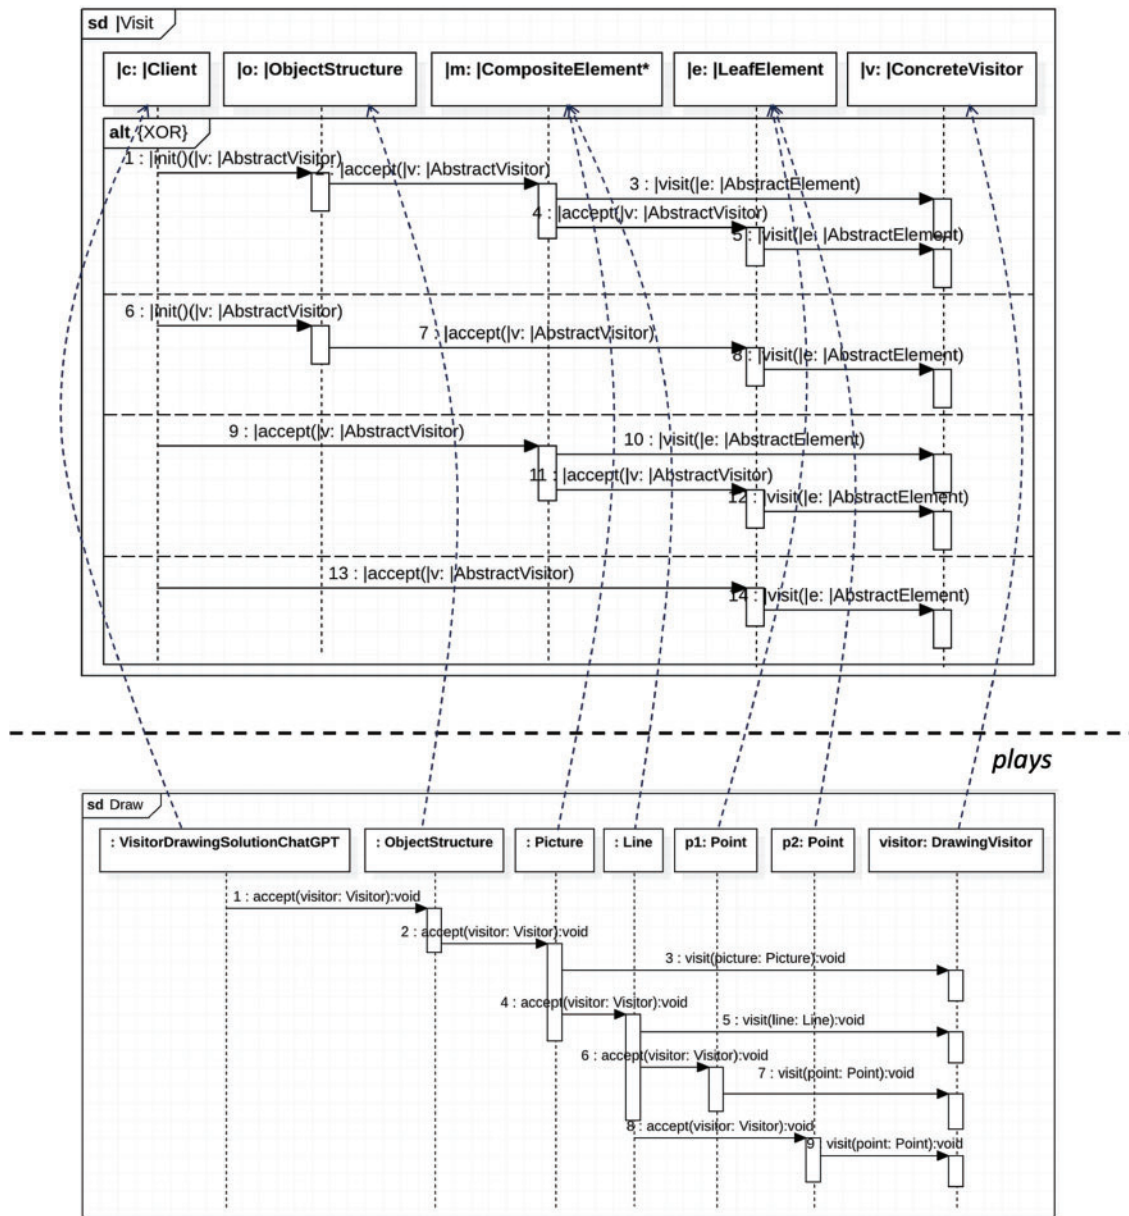 sd |Visit
|c: |Client
|o: |ObjectStructure
|m: |CompositeElement*
|e: |LeafElement
|v: |ConcreteVisitor
alt {XOR}
1 : |init()(|v: |AbstractVisitor)
2 : |accept(|v: |AbstractVisitor)
3 : |visit(|e: |AbstractElement)
4 : |accept(|v: |AbstractVisitor)
5 : |visit(|e: |AbstractElement)
6 : |init()(|v: |AbstractVisitor)
7 : |accept(|v: |AbstractVisitor)
8 : |visit(|e: |AbstractElement)
9 : |accept(|v: |AbstractVisitor)
10 : |visit(|e: |AbstractElement)
11 : |accept(|v: |AbstractVisitor)
12 : |visit(|e: |AbstractElement)
13 : |accept(|v: |AbstractVisitor)
14 : |visit(|e: |AbstractElement)
plays
sd Draw
: VisitorDrawingSolutionChatGPT
: ObjectStructure
: Picture
: Line
p1: Point
p2: Point
visitor: DrawingVisitor
1 : accept(visitor: Visitor):void
2 : accept(visitor: Visitor):void
3 : visit(picture: Picture):void
4 : accept(visitor: Visitor):void
5 : visit(line: Line):void
6 : accept(visitor: Visitor):void
7 : visit(point: Point):void
8 : accept(visitor: Visitor):void
9 : visit(point: Point):void